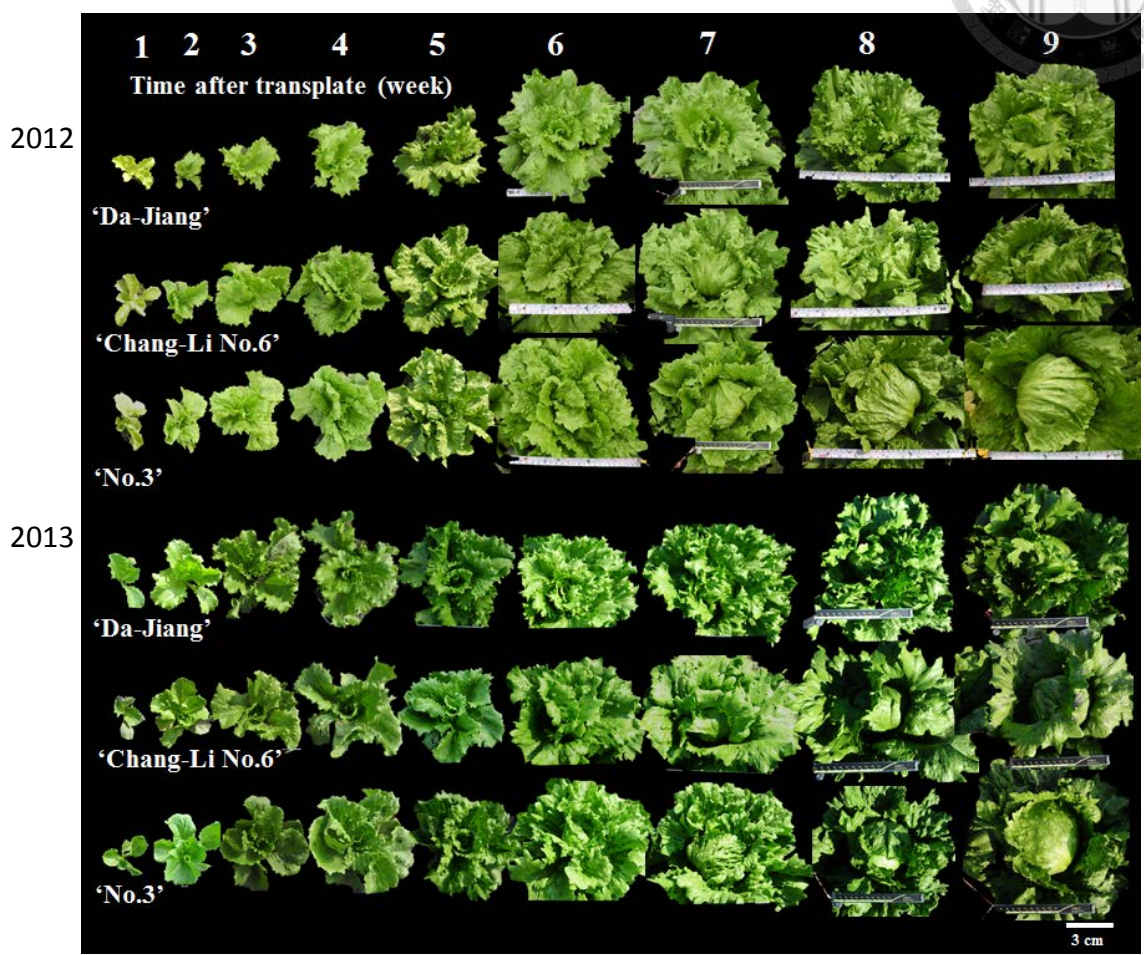 1 2 3 4 5 6 7 8 9
Time after transplate (week)
2012
‘Da-Jiang’
‘Chang-Li No.6’
‘No.3’
2013
‘Da-Jiang’
‘Chang-Li No.6’
‘No.3’
3 cm